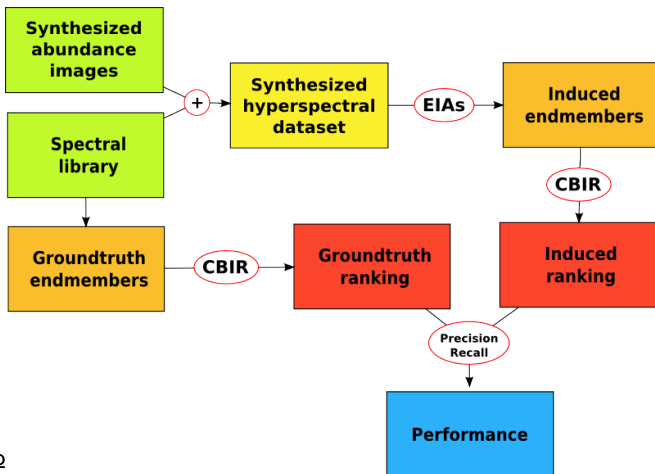 Synthesized
abundance
images
+
Synthesized
hyperspectral
dataset
EIAs
Induced
endmembers
Spectral
library
CBIR
Groundtruth
endmembers
CBIR
Groundtruth
ranking
Induced
ranking
Precision
Recall
Performance